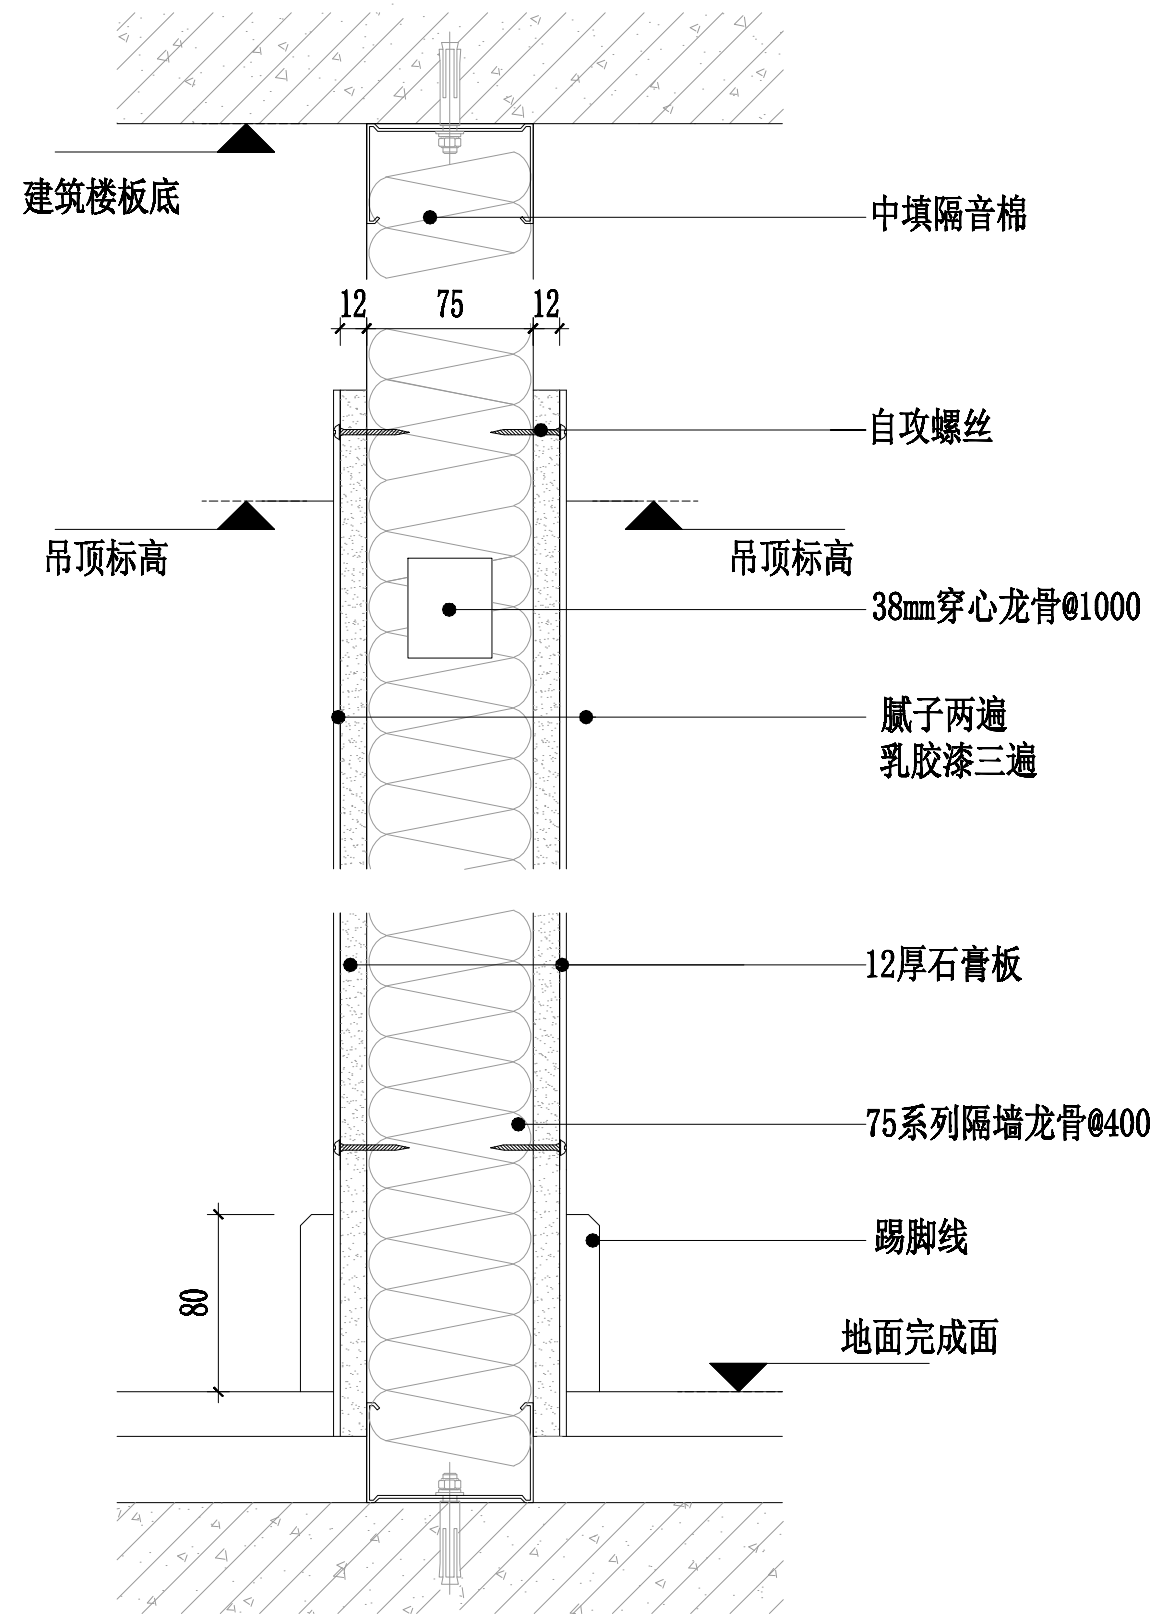 建筑楼板底
中填隔音棉
12 75 12
自攻螺丝
吊顶标高
吊顶标高
38mm穿心龙骨@1000
腻子两遍
乳胶漆三遍
12厚石膏板
75系列隔墙龙骨@400
踢脚线
80
地面完成面